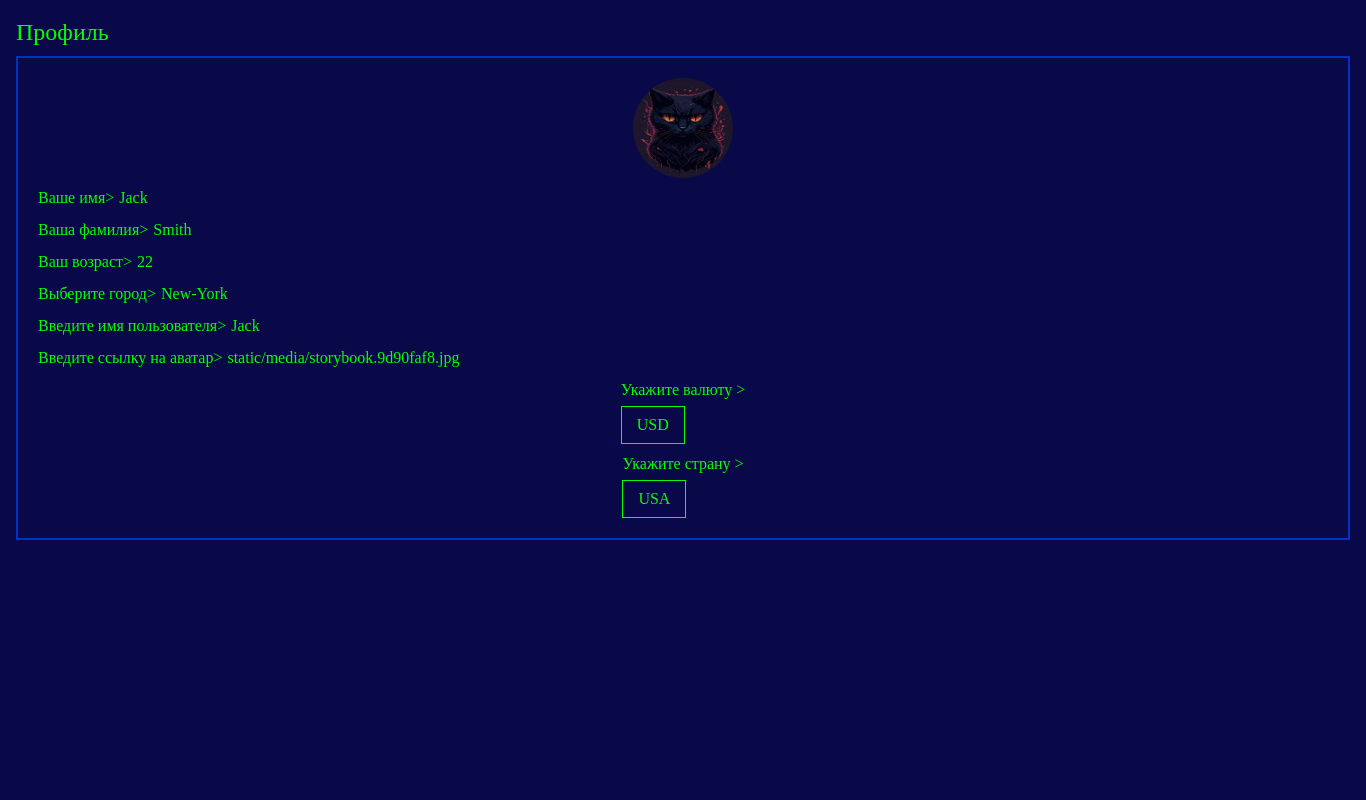 Профиль
Ваше имя> Jack
Ваша фамилия> Smith
Ваш возраст> 22
Выберите город> New-York
Введите имя пользователя> Jack
Введите ссылку на аватар> static/media/storybook.9d90faf8.jpg
Укажите валюту >
USD
Укажите страну >
USA